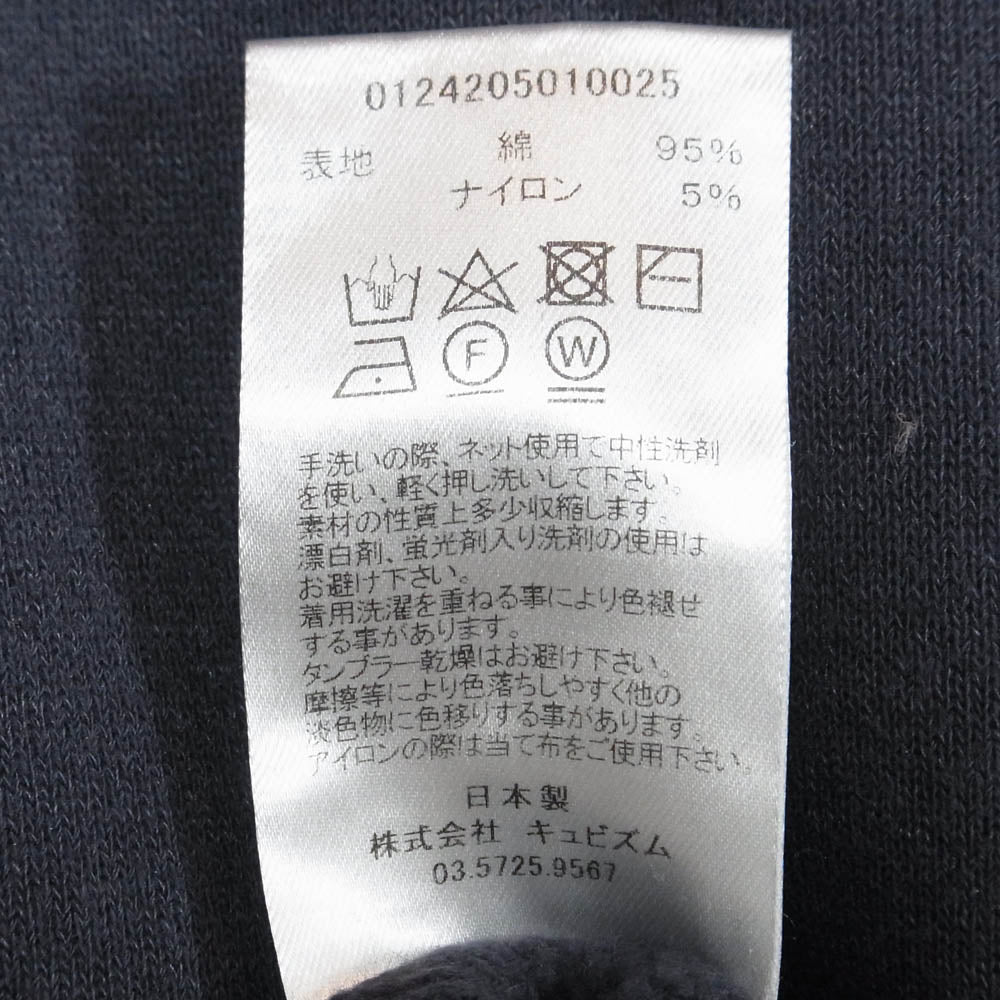 0124205010025
表地 綿 95%
ナイロン 5%
F W
手洗いの際、ネット使用で中性洗剤
を使い、軽く押し洗いして下さい。
素材の性質上多少収縮します。
漂白剤、蛍光剤入り洗剤の使用は
お避け下さい。
着用洗濯を重ねる事により色褪せ
する事があります。
タンブラー乾燥はお避け下さい。
摩擦等により色落ちしやすく他の
淡色物に色移りする事があります。
アイロンの際は当て布をご使用下さい。
日本製
株式会社 キュビズム
03.5725.9567